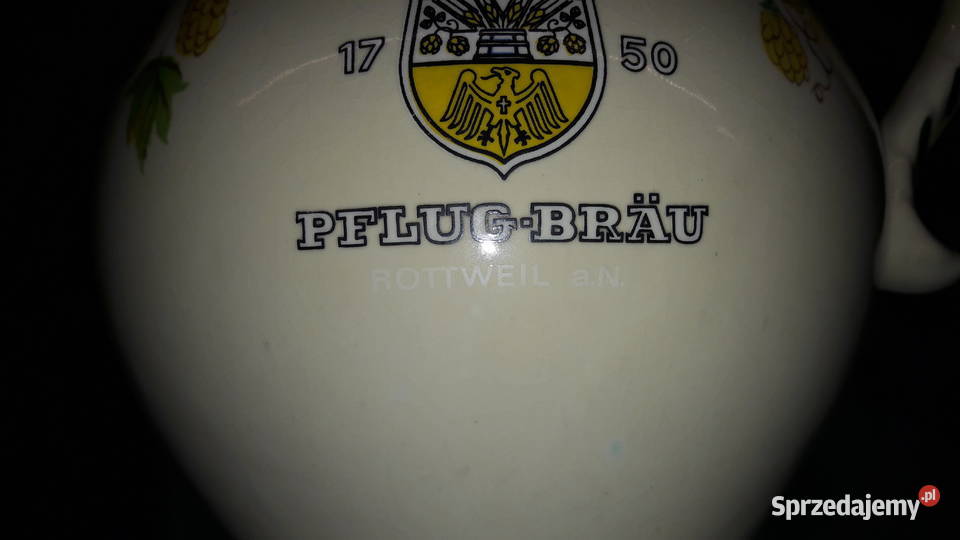 17 50
PFLUG-BRÄU
ROTTWEIL a.N.
Sprzedajemy.pl